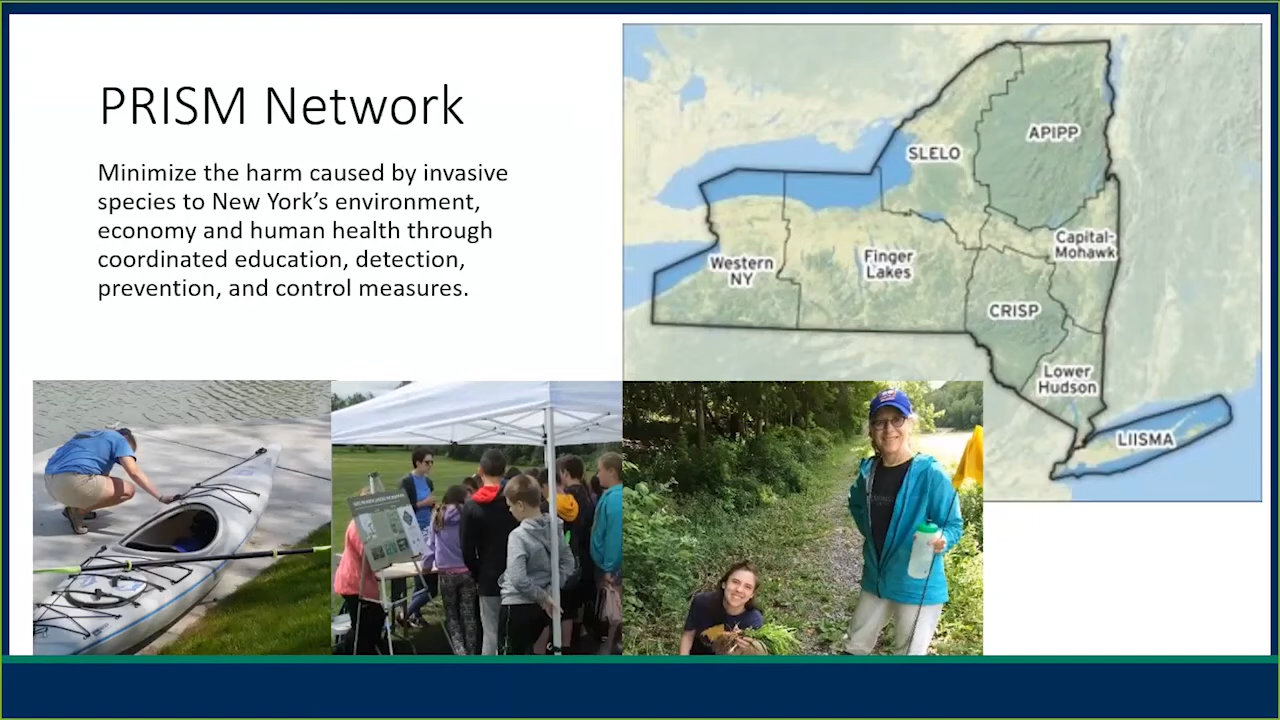 PRISM Network
Minimize the harm caused by invasive
species to New York’s environment,
economy and human health through
coordinated education, detection,
prevention, and control measures.
APIPP
SLELO
Capital-
Mohawk
Western
NY
Finger
Lakes
CRISP
Lower
Hudson
LIISMA